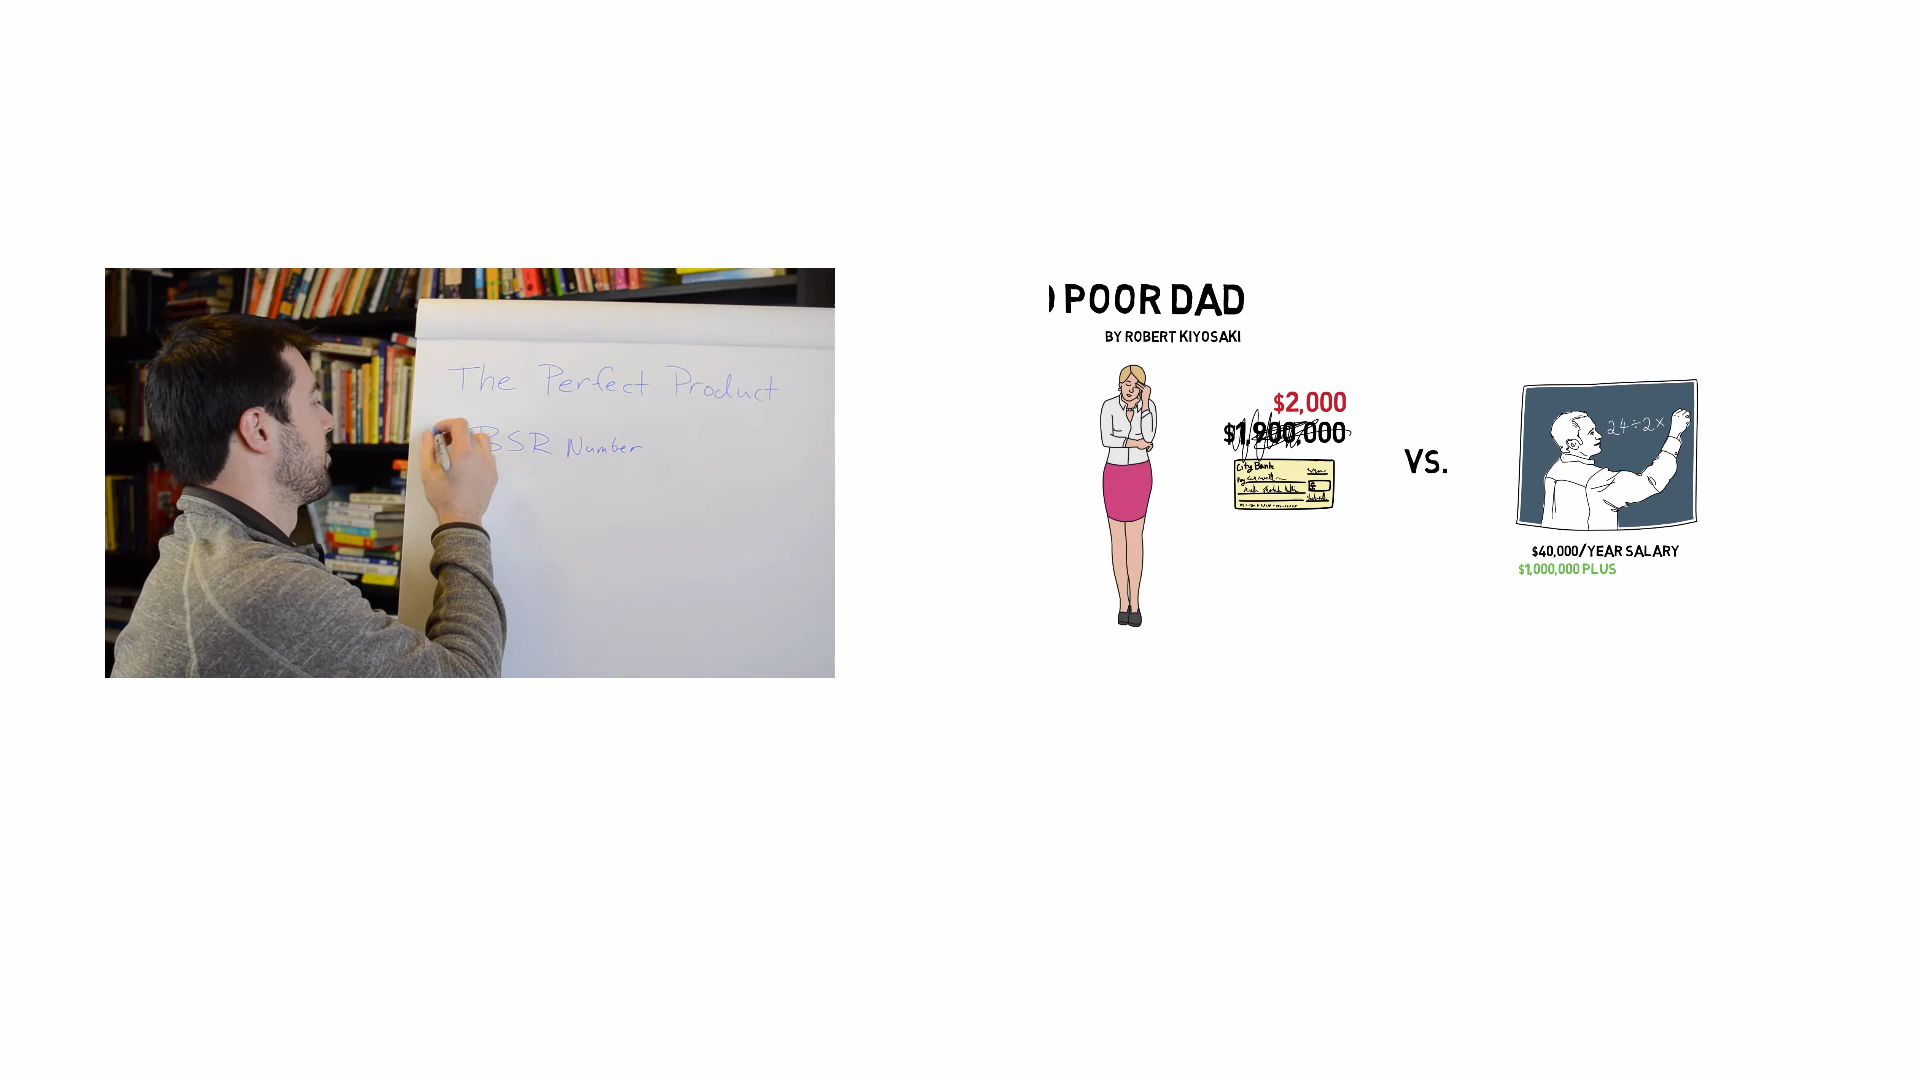 The Perfect Product
BSR Number
POOR DAD
BY ROBERT KIYOSAKI
$2,000
$1,900,000
City Bank
VS.
24÷2×
$40,000/YEAR SALARY
$1,000,000 PLUS